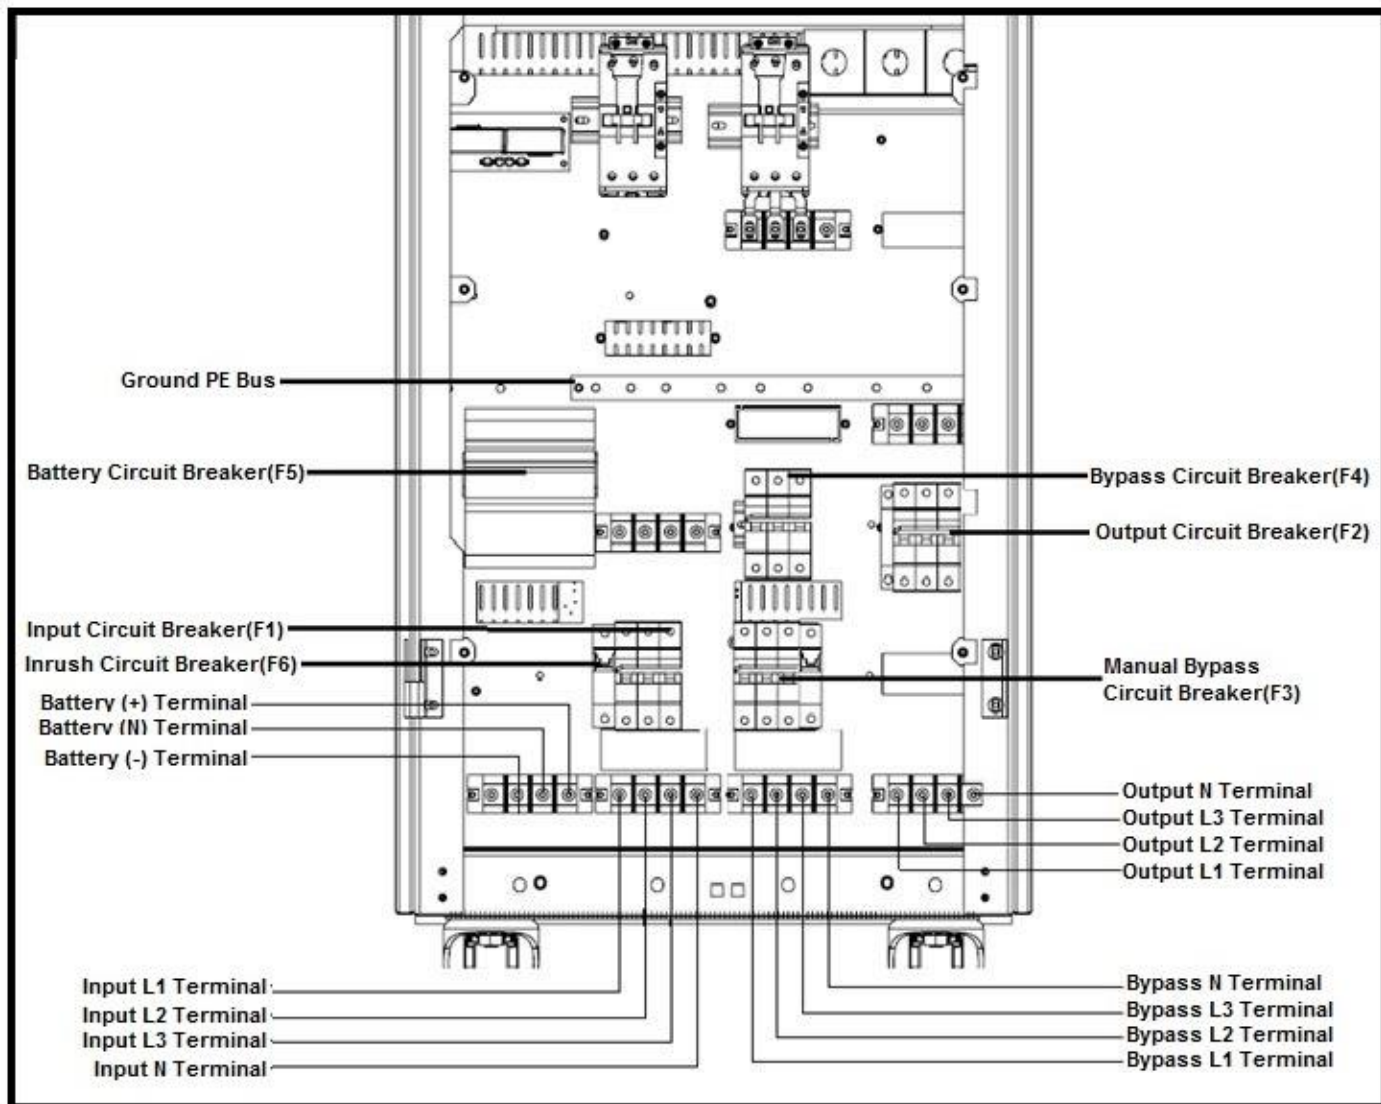 Ground PE Bus
Battery Circuit Breaker(F5)
Bypass Circuit Breaker(F4)
Output Circuit Breaker(F2)
Input Circuit Breaker(F1)
Inrush Circuit Breaker(F6)
Manual Bypass
Circuit Breaker(F3)
Battery (+) Terminal
Battery (N) Terminal
Battery (-) Terminal
Output N Terminal
Output L3 Terminal
Output L2 Terminal
Output L1 Terminal
Input L1 Terminal
Input L2 Terminal
Input L3 Terminal
Input N Terminal
Bypass N Terminal
Bypass L3 Terminal
Bypass L2 Terminal
Bypass L1 Terminal